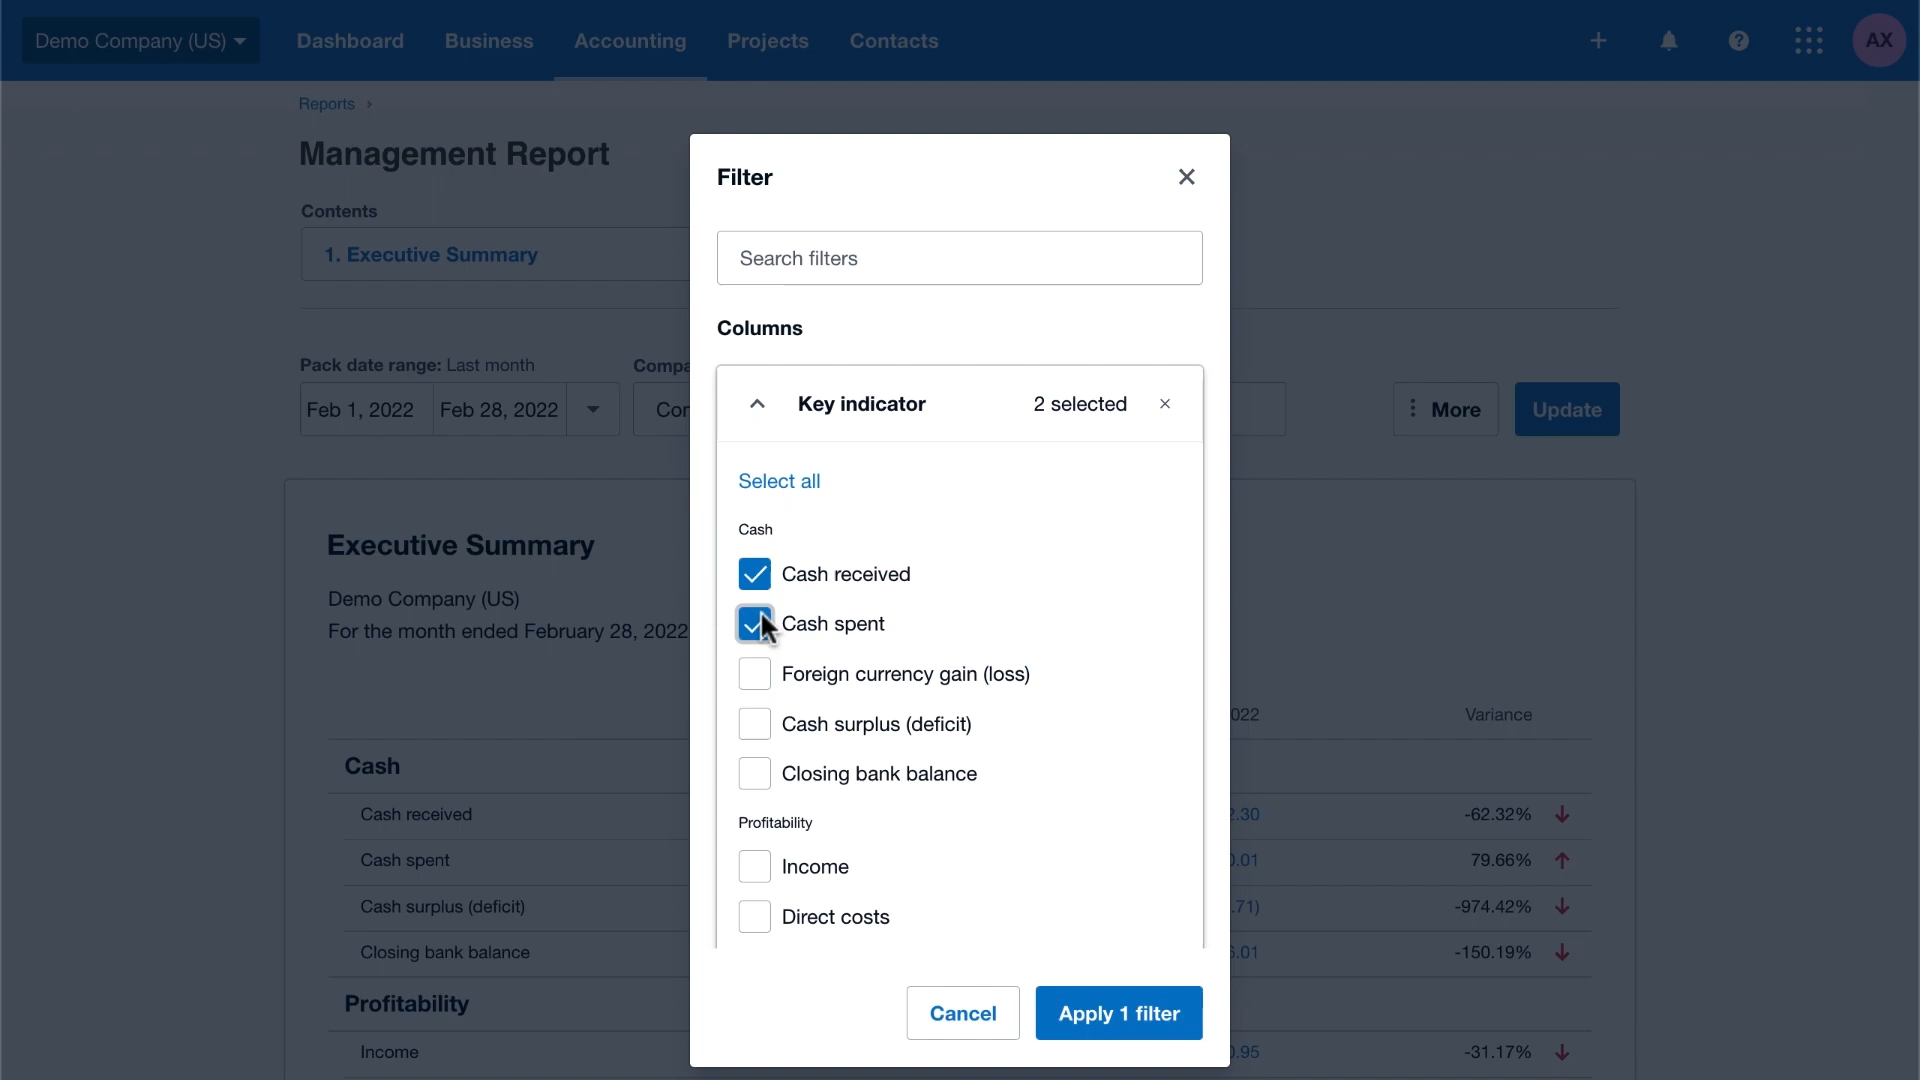 Demo Company (US)
Dashboard
Business
Accounting
Projects
Contacts
AX
Reports
Management Report
Contents
1. Executive Summary
Pack date range: Last month
Feb 1, 2022
Feb 28, 2022
More
Update
Executive Summary
Demo Company (US)
For the month ended February 28, 2022
Variance
Cash
Cash received
-62.32%
Cash spent
79.66%
Cash surplus (deficit)
-974.42%
Closing bank balance
-150.19%
Profitability
Income
-31.17%
Filter
Search filters
Columns
Key indicator
2 selected
Select all
Cash
Cash received
Cash spent
Foreign currency gain (loss)
Cash surplus (deficit)
Closing bank balance
Profitability
Income
Direct costs
Cancel
Apply 1 filter